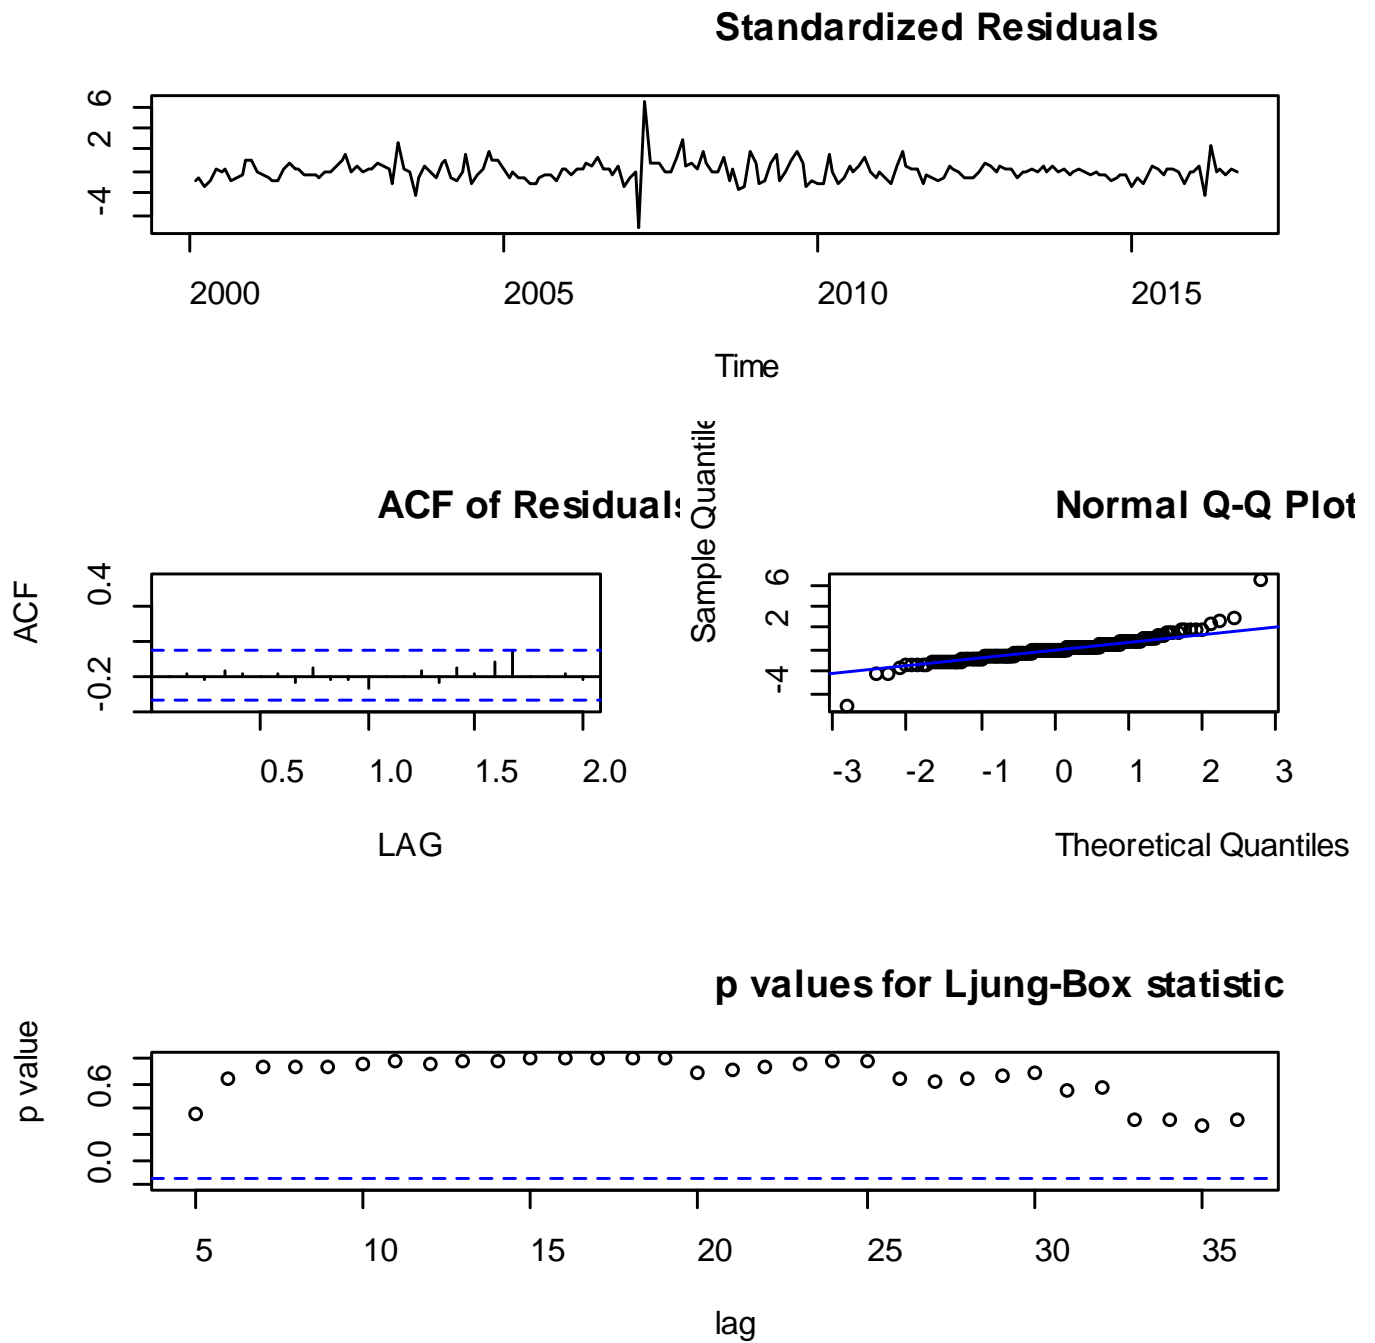 Standardized Residuals
6
2
-4
2000 2005 2010 2015
Time
ACF of Residuals
ACF
0.4
-0.2
0.5 1.0 1.5 2.0
LAG
Normal Q-Q Plot
Sample Quantile
6
2
-4
-3 -2 -1 0 1 2 3
Theoretical Quantiles
p values for Ljung-Box statistic
p value
0.6
0.0
5 10 15 20 25 30 35
lag